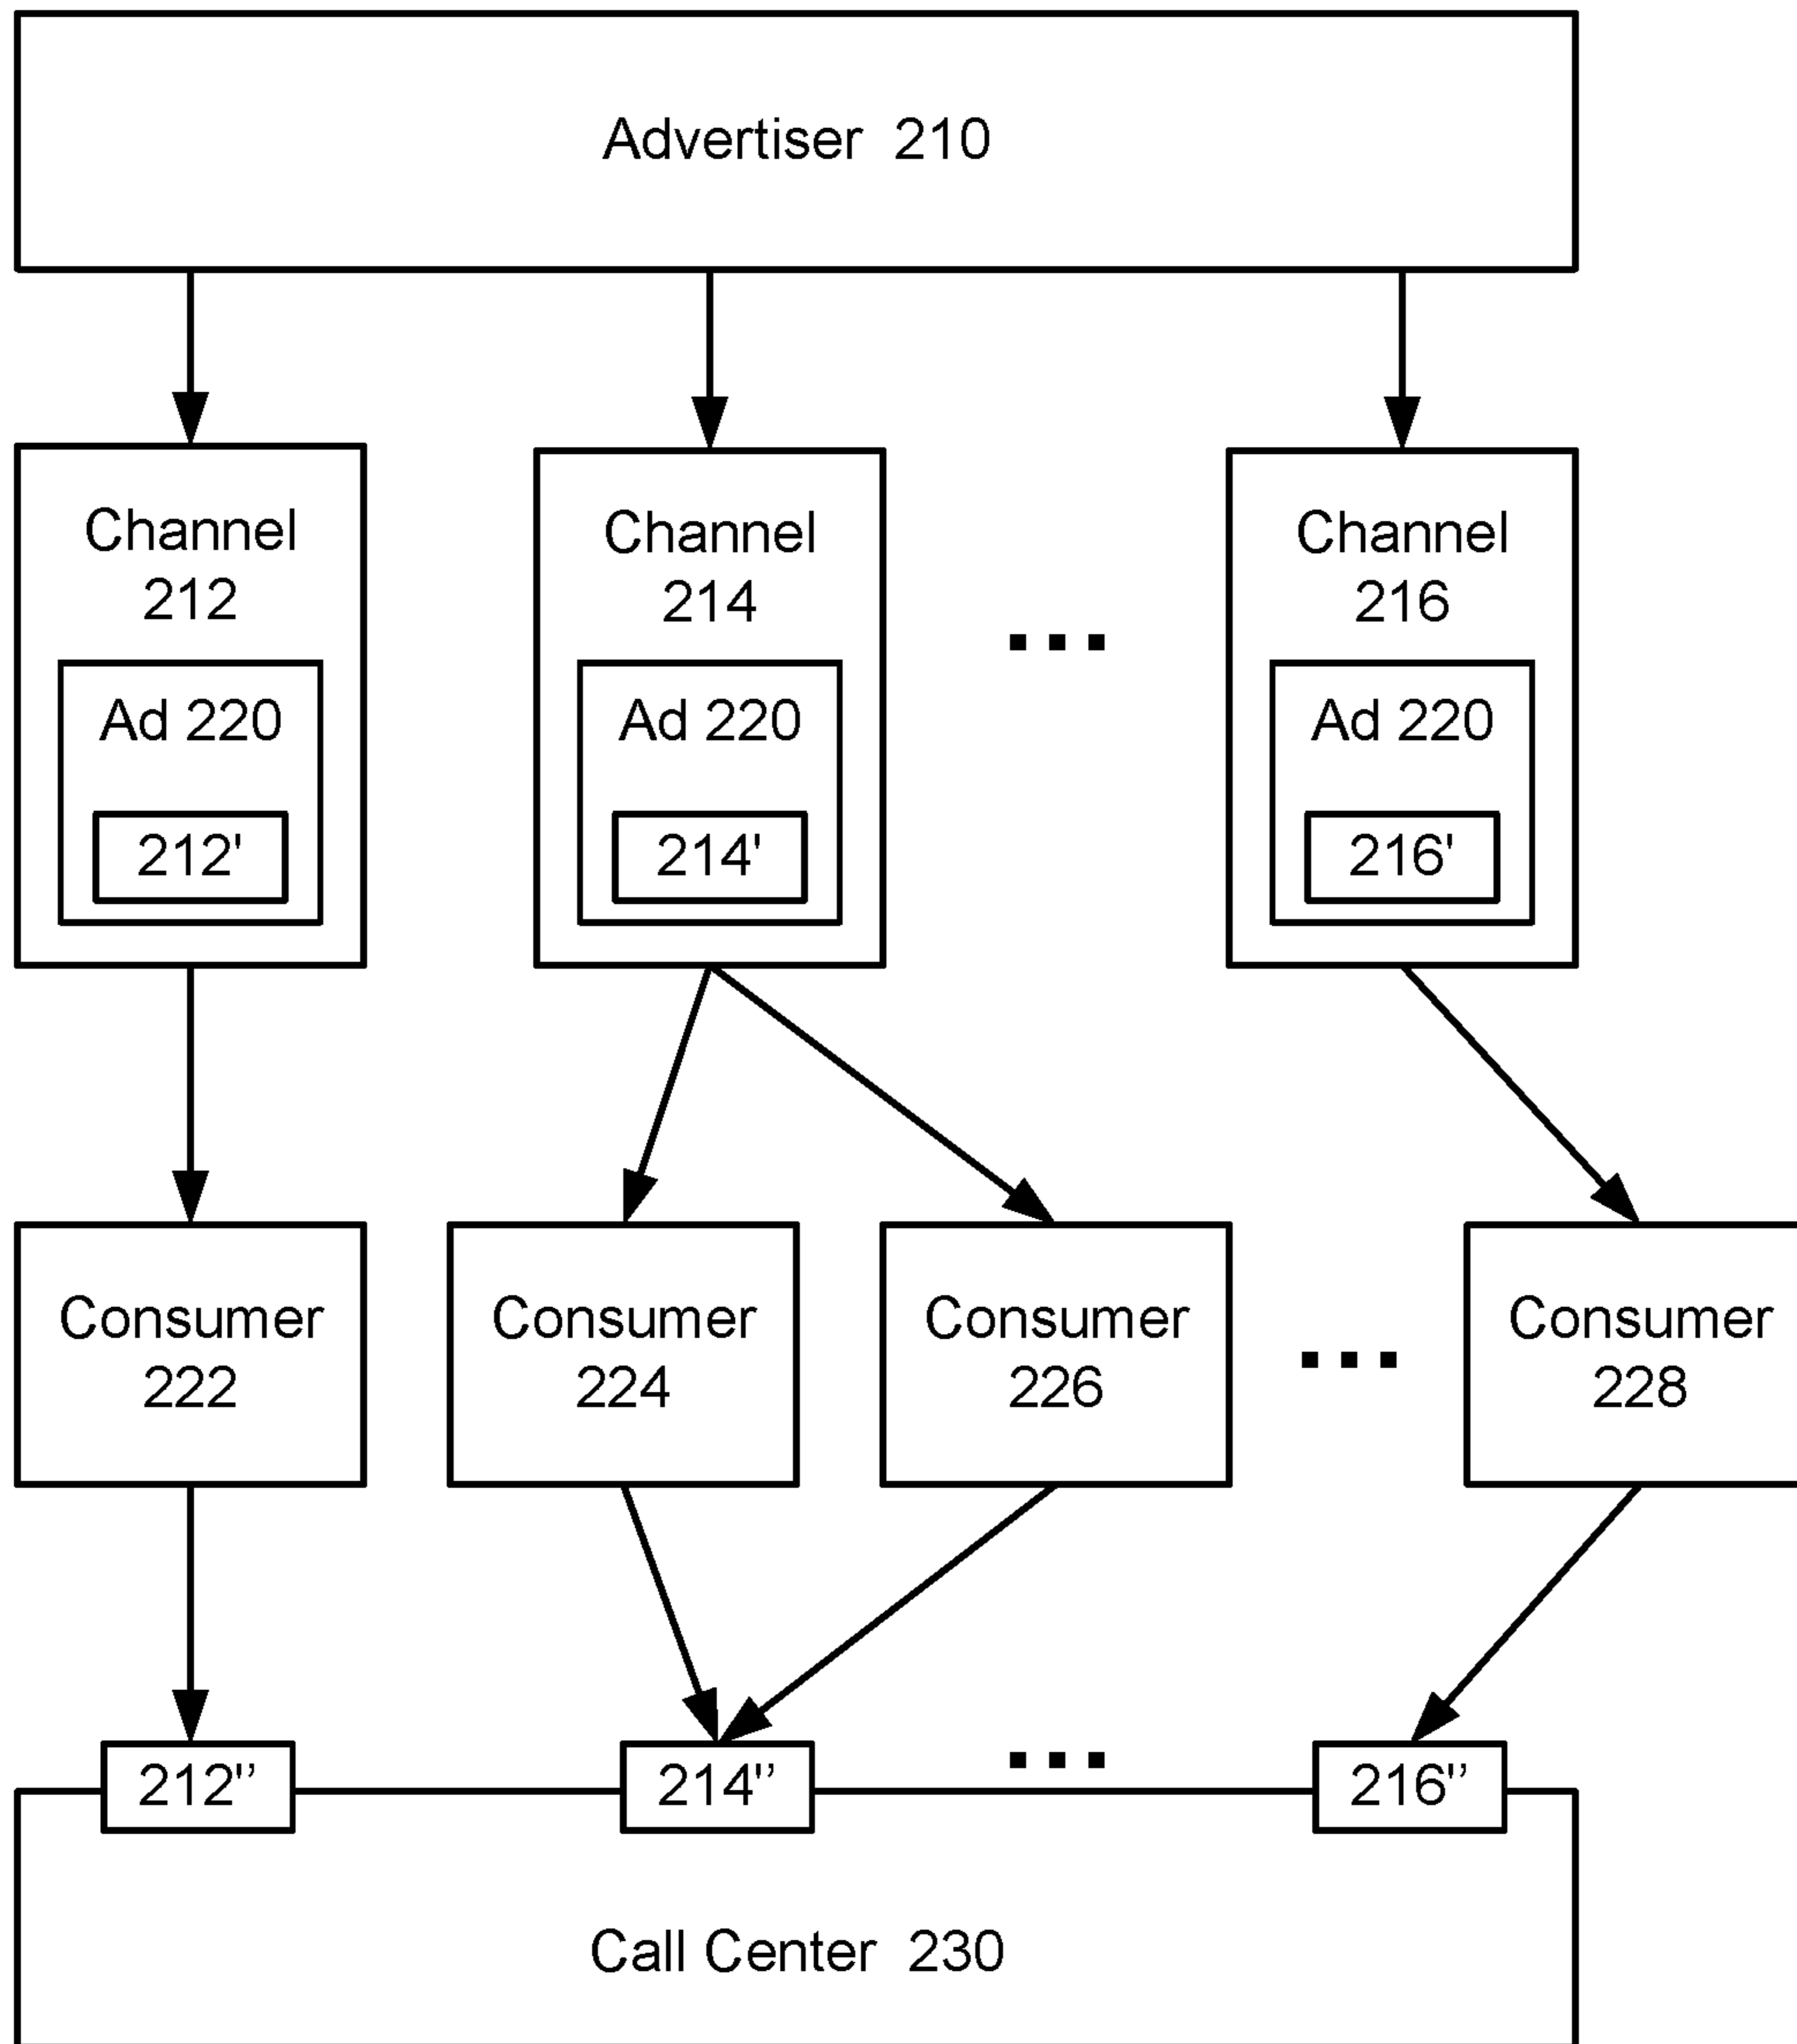 Advertiser 210
Channel
212
Ad 220
212'
Channel
214
Ad 220
214'
Channel
216
Ad 220
216'
Consumer
222
Consumer
224
Consumer
226
Consumer
228
212"’
214"’
216"’
Call Center 230